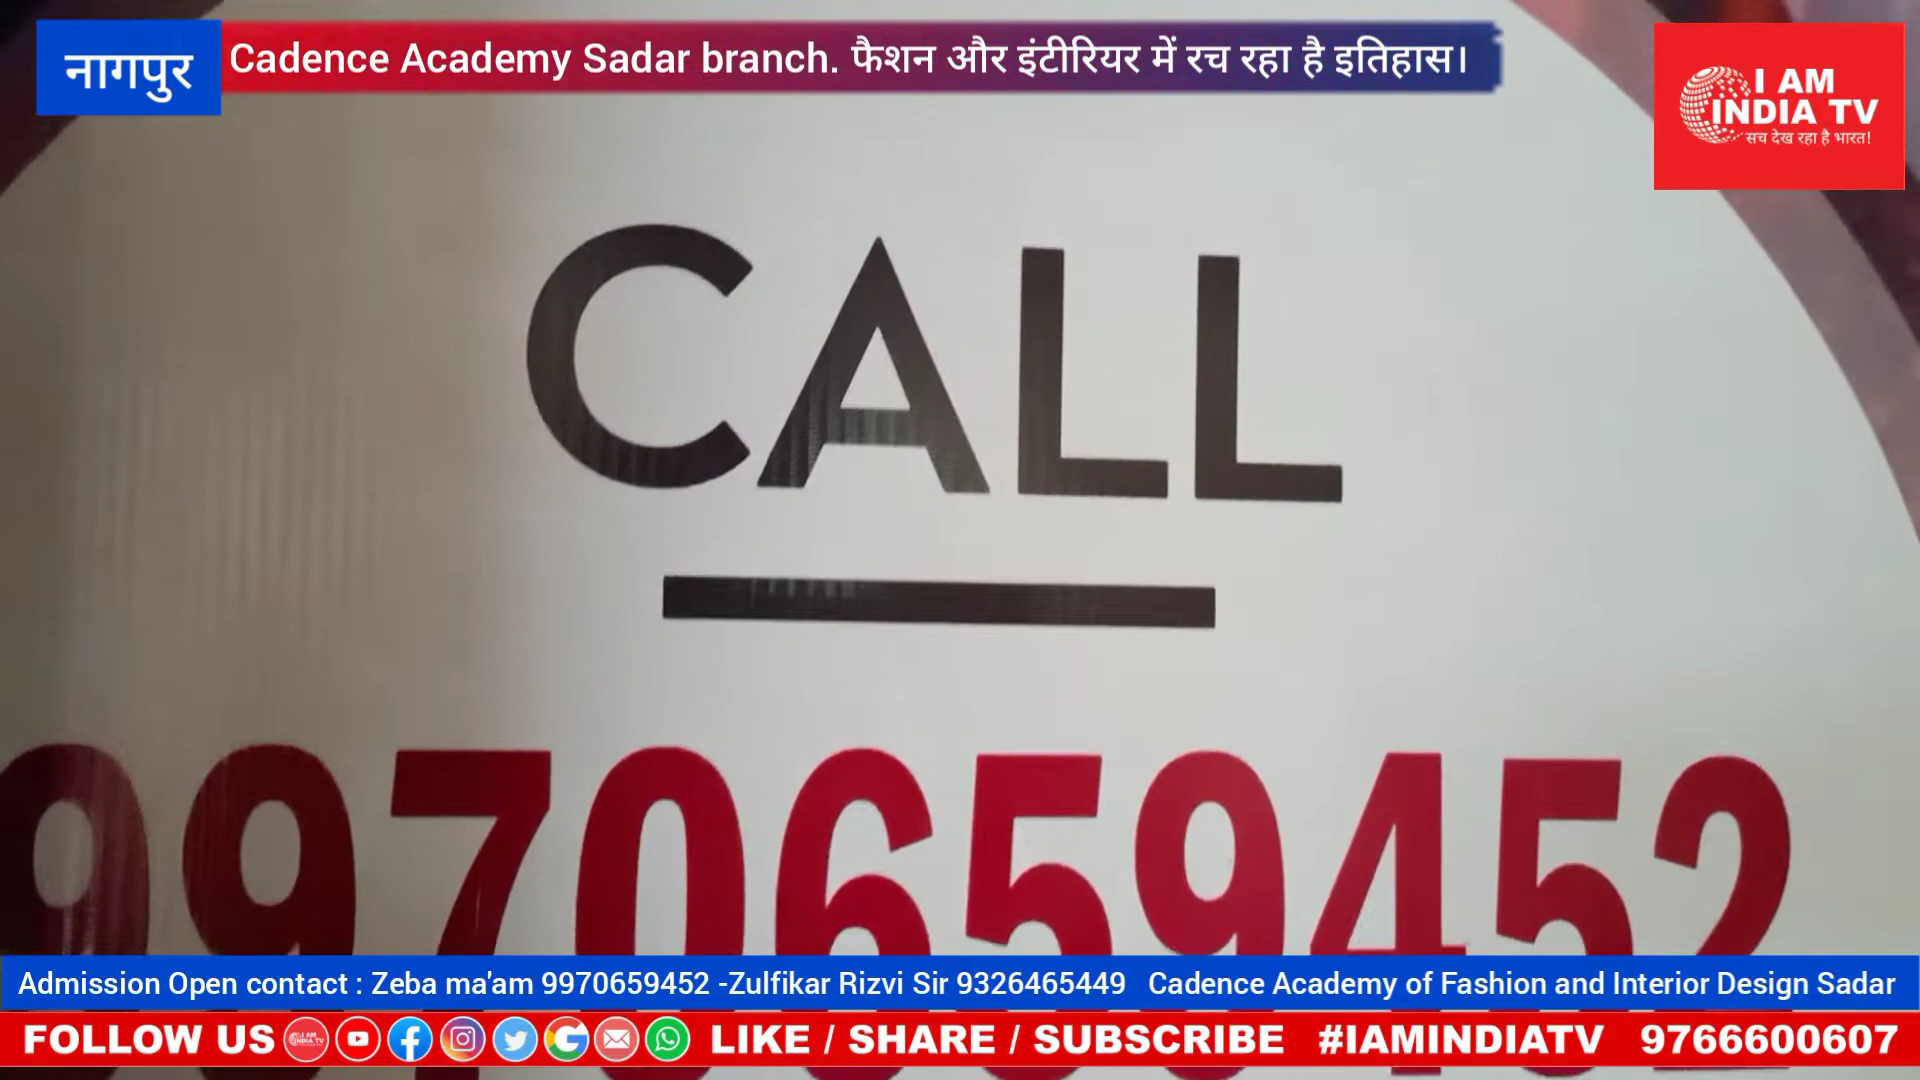 नागपुर
Cadence Academy Sadar branch. फैशन और इंटीरियर में रच रहा है इतिहास।
I AM
INDIA TV
सच देख रहा है भारत!
CALL
9970659452
Admission Open contact : Zeba ma'am 9970659452 -Zulfikar Rizvi Sir 9326465449 Cadence Academy of Fashion and Interior Design Sadar
FOLLOW US LIKE / SHARE / SUBSCRIBE #IAMINDIATV 9766600607